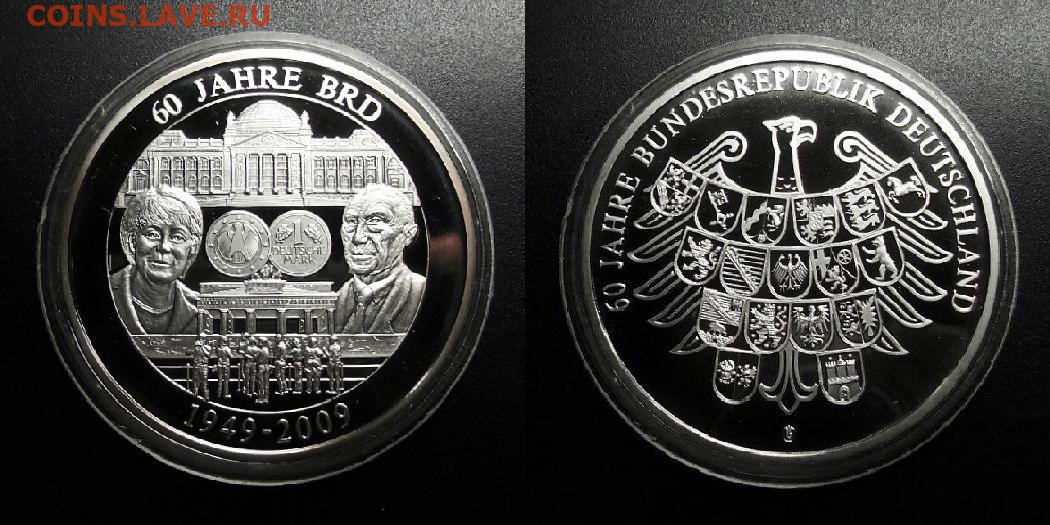 COINS.LAVE.RU
60 JAHRE BRD
1
DEUTSCHE
MARK
1949-2009
60 JAHRE BUNDESREPUBLIK DEUTSCHLAND